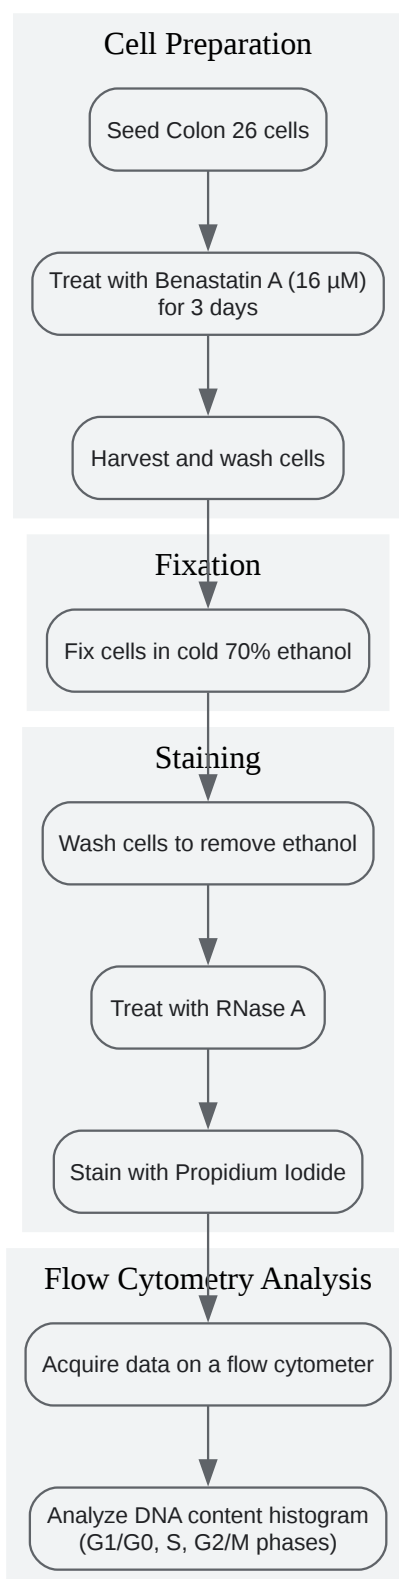 Cell Preparation
Seed Colon 26 cells
Treat with Benastatin A (16 µM)
for 3 days
Harvest and wash cells
Fixation
Fix cells in cold 70% ethanol
Staining
Wash cells to remove ethanol
Treat with RNase A
Stain with Propidium Iodide
Flow Cytometry Analysis
Acquire data on a flow cytometer
Analyze DNA content histogram
(G1/G0, S, G2/M phases)